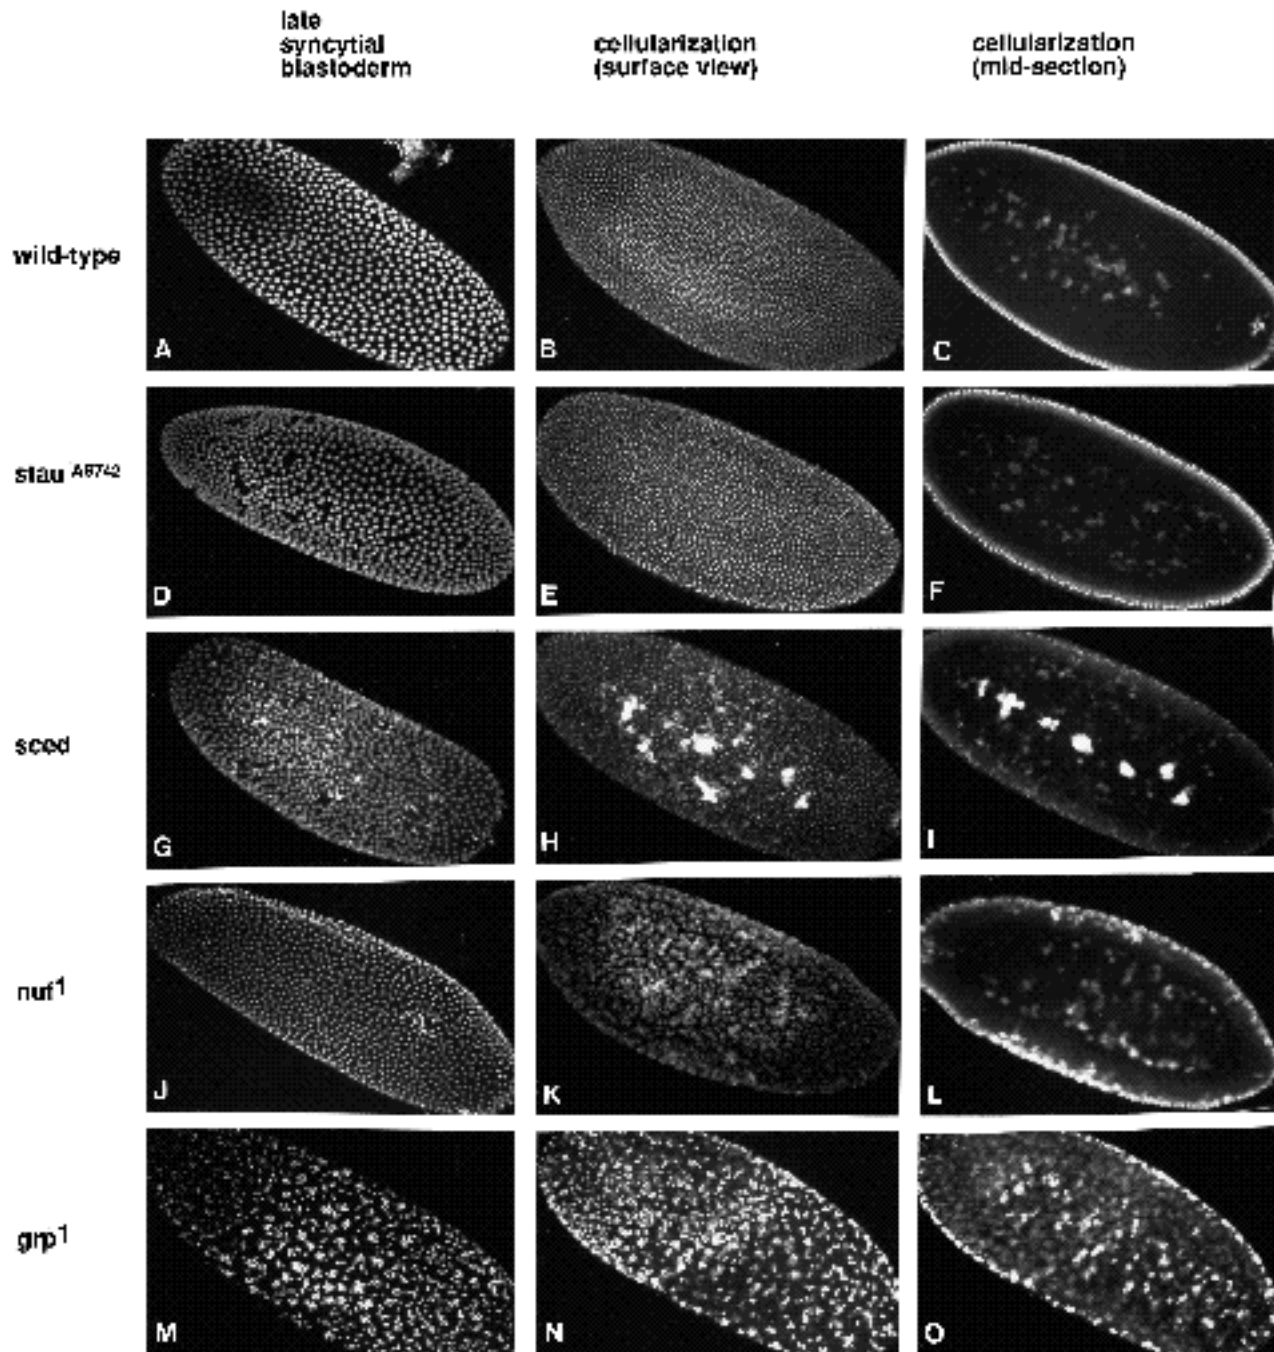 late
syncytial
blastoderm
cellularization
(surface view)
cellularization
(mid-section)
wild-type
A
B
C
stau
D
E
F
sced
G
H
I
nuf1
J
K
L
grp1
M
N
O